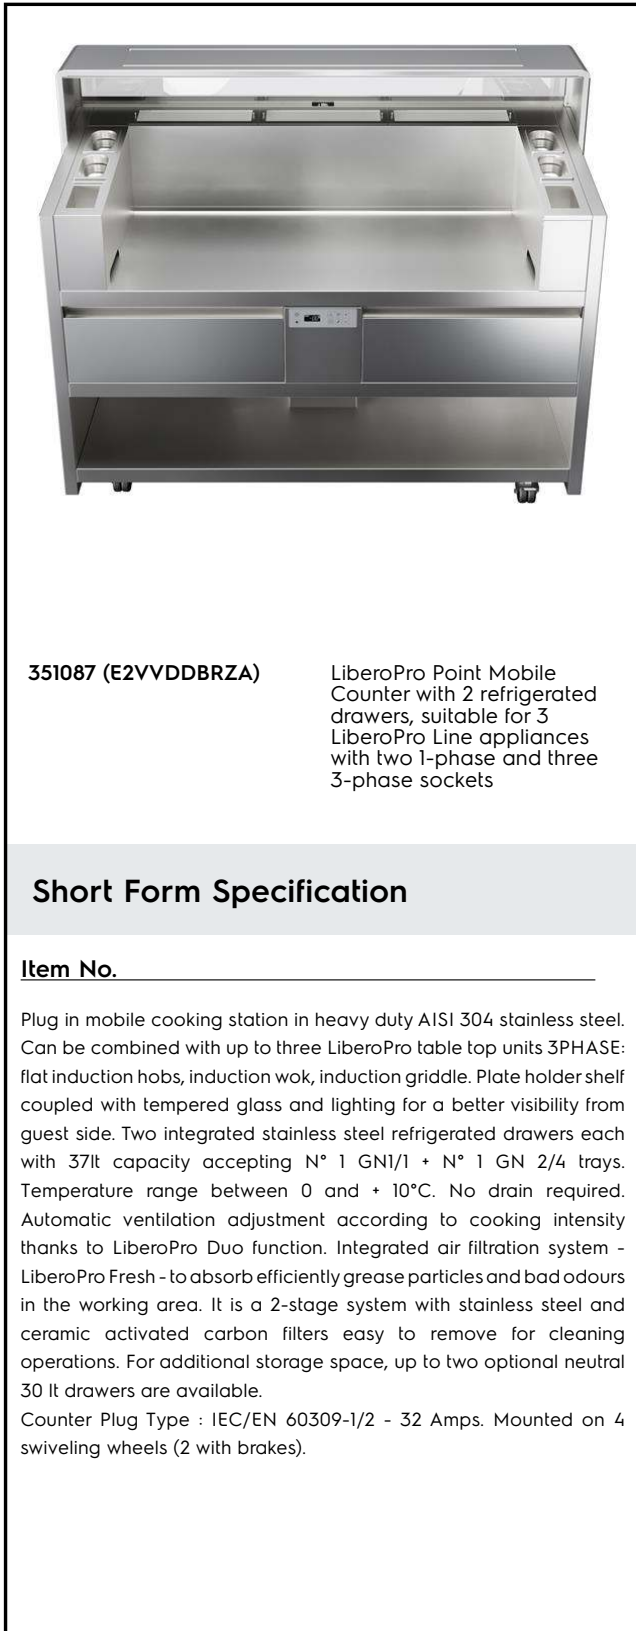 351087 (E2VVDDBRZA)
LiberoPro Point Mobile
Counter with 2 refrigerated
drawers, suitable for 3
LiberoPro Line appliances
with two 1-phase and three
3-phase sockets
Short Form Specification
Item No.
Plug in mobile cooking station in heavy duty AISI 304 stainless steel.
Can be combined with up to three LiberoPro table top units 3PHASE:
flat induction hobs, induction wok, induction griddle. Plate holder shelf
coupled with tempered glass and lighting for a better visibility from
guest side. Two integrated stainless steel refrigerated drawers each
with 37lt capacity accepting N° 1 GN1/1 + N° 1 GN 2/4 trays.
Temperature range between 0 and + 10°C. No drain required.
Automatic ventilation adjustment according to cooking intensity
thanks to LiberoPro Duo function. Integrated air filtration system -
LiberoPro Fresh - to absorb efficiently grease particles and bad odours
in the working area. It is a 2-stage system with stainless steel and
ceramic activated carbon filters easy to remove for cleaning
operations. For additional storage space, up to two optional neutral
30 lt drawers are available.
Counter Plug Type : IEC/EN 60309-1/2 - 32 Amps. Mounted on 4
swiveling wheels (2 with brakes).